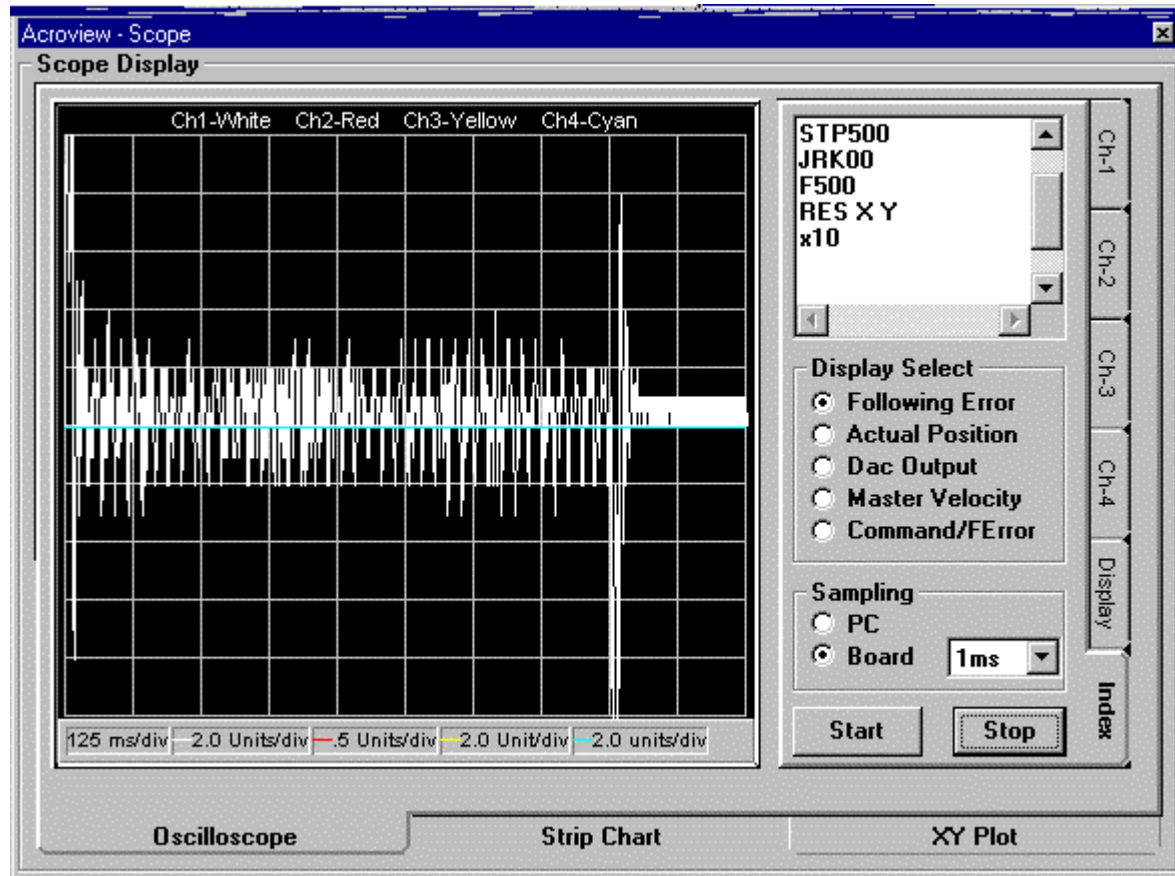 Acroview - Scope
Scope Display
Ch1-White Ch2-Red Ch3-Yellow Ch4-Cyan
125 ms/div 2.0 Units/div .5 Units/div 2.0 Unit/div 2.0 units/div
STP500
JRK00
F500
RES X Y
x10
Display Select
Following Error
Actual Position
Dac Output
Master Velocity
Command/FError
Sampling
PC
Board 1ms
Start Stop
Ch-1
Ch-2
Ch-3
Ch-4
Display
Index
Oscilloscope Strip Chart XY Plot